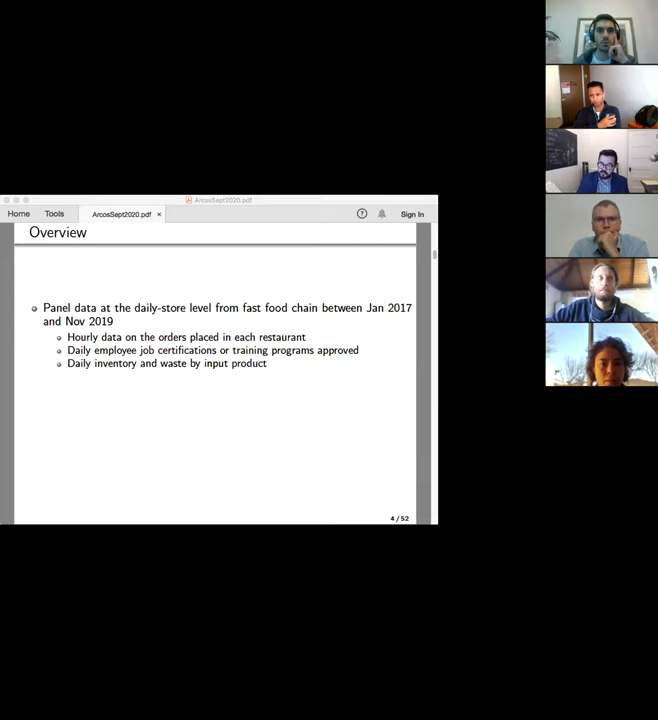 ArcosSept2020.pdf
Home Tools ArcosSept2020.pdf × Sign In
Overview
Panel data at the daily-store level from fast food chain between Jan 2017
and Nov 2019
Hourly data on the orders placed in each restaurant
Daily employee job certifications or training programs approved
Daily inventory and waste by input product
4 / 52